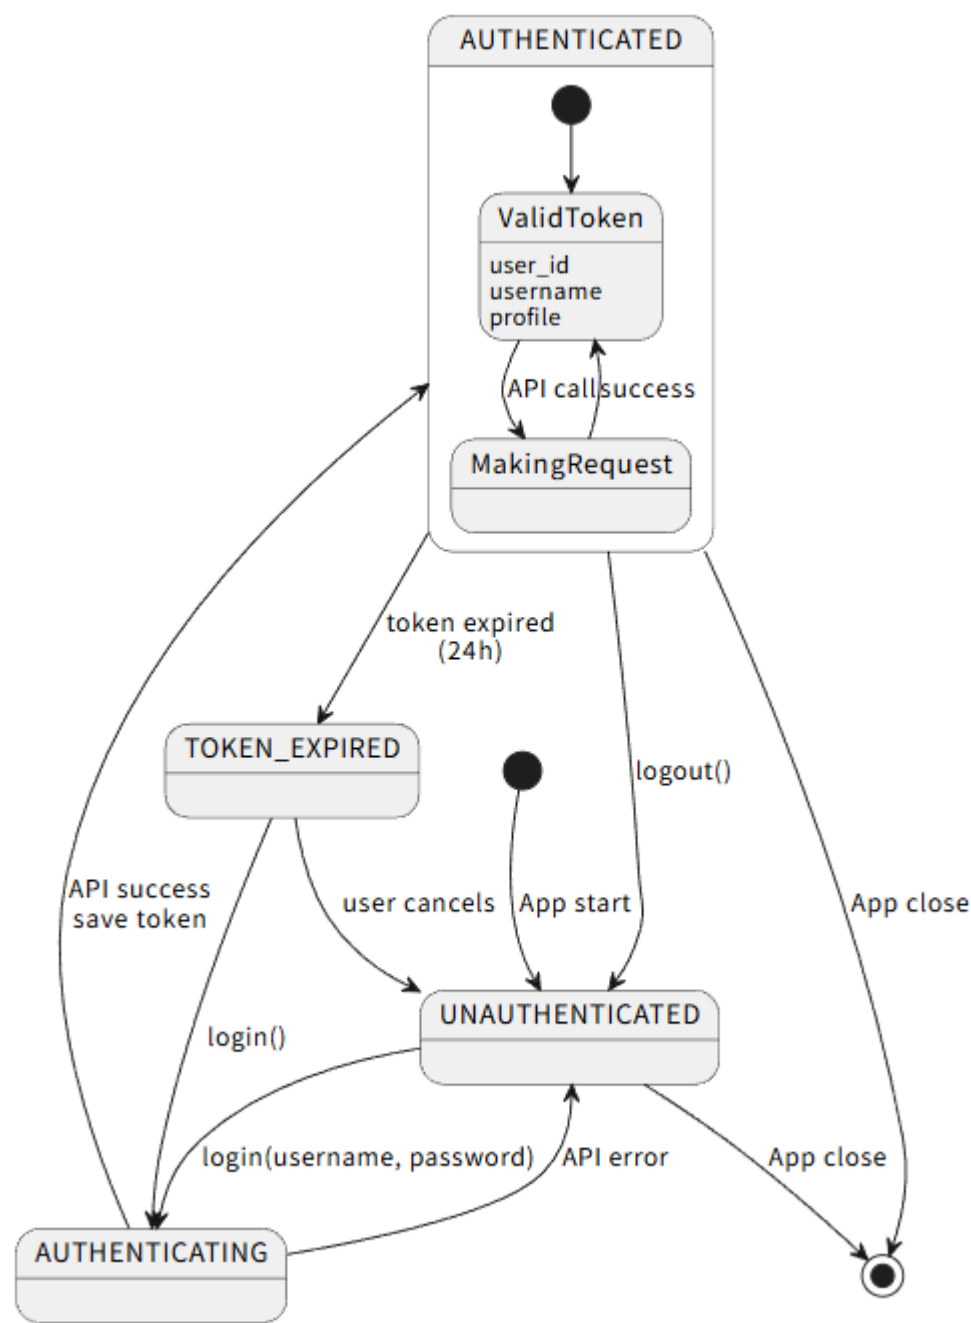 AUTHENTICATED
ValidToken
user_id
username
profile
API call
success
MakingRequest
token expired
(24h)
TOKEN_EXPIRED
logout()
API success
save token
user cancels
App start
App close
UNAUTHENTICATED
login()
login(username, password)
API error
App close
AUTHENTICATING